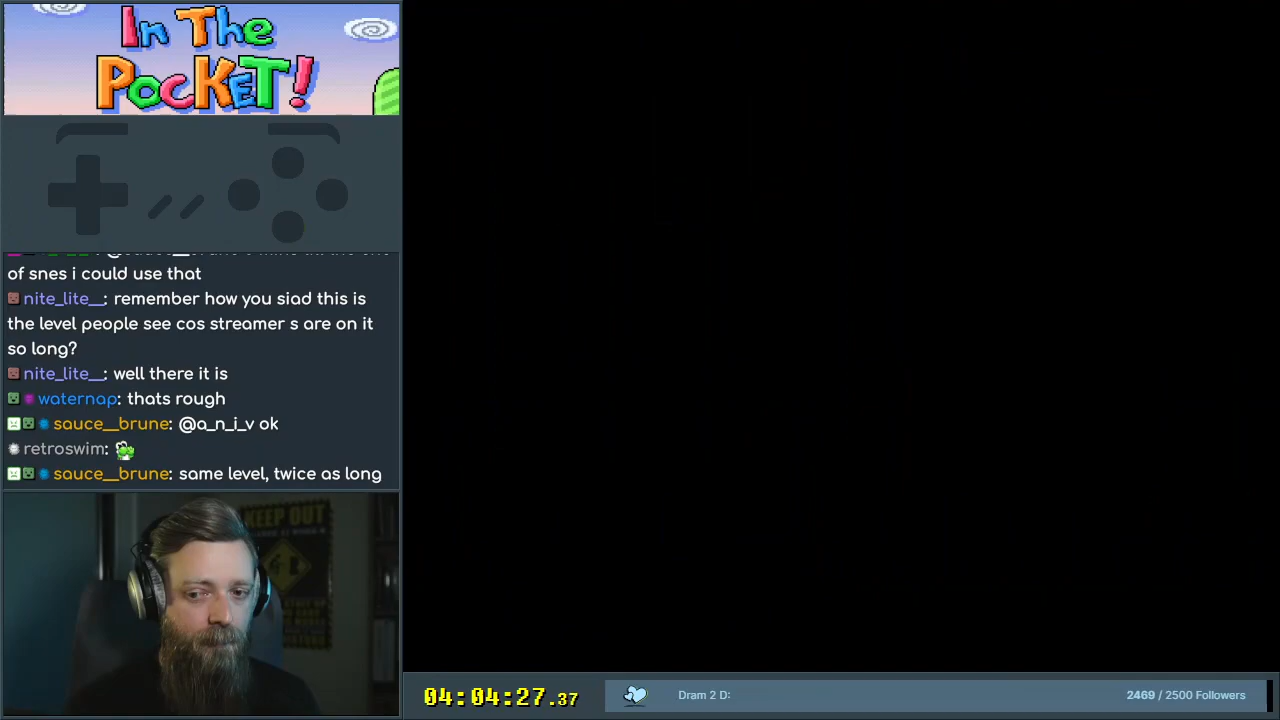 In The
Pocket!
of snes i could use that
nite_lite__: remember how you siad this is
the level people see cos streamer s are on it
so long?
nite_lite__: well there it is
waternap: thats rough
sauce__brune: @a_n_i_v ok
retroswim:
sauce__brune: same level, twice as long
KEEP OUT
04:04:27.37
Dram 2 D:
2469 / 2500 Followers